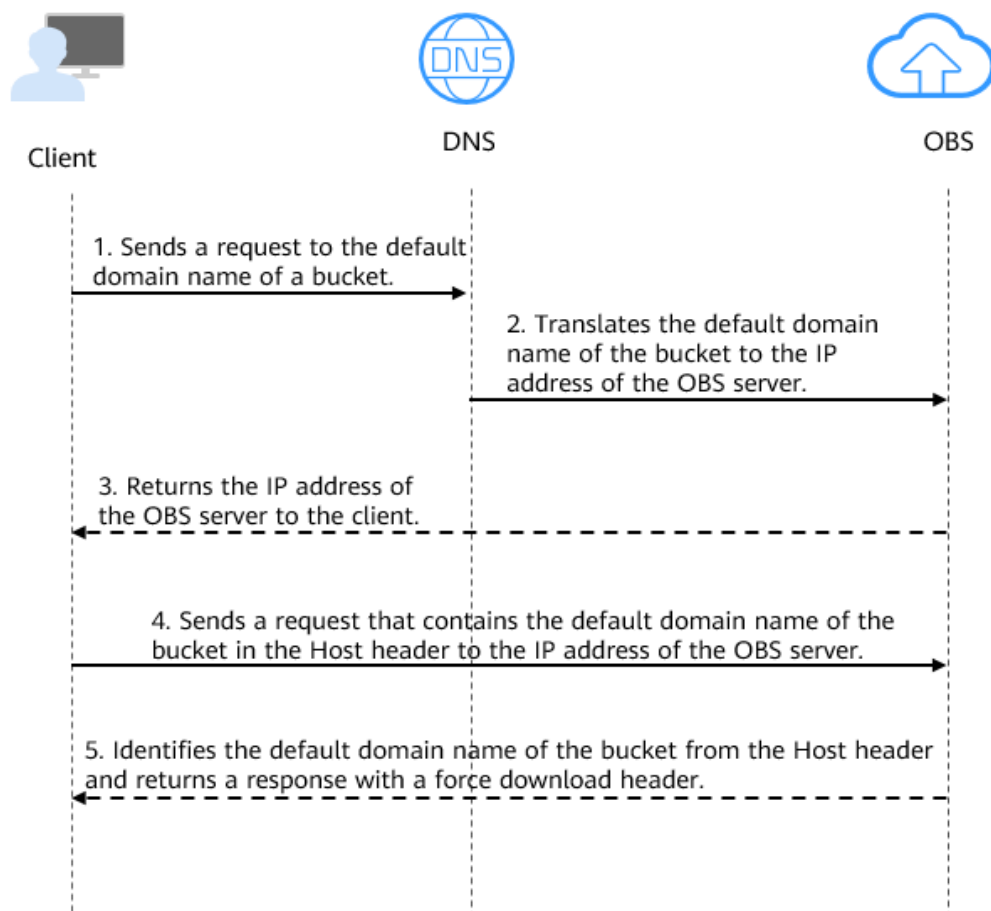 DNS
Client
DNS
OBS
1. Sends a request to the default
domain name of a bucket.
2. Translates the default domain
name of the bucket to the IP
address of the OBS server.
3. Returns the IP address of
the OBS server to the client.
4. Sends a request that contains the default domain name of the
bucket in the Host header to the IP address of the OBS server.
5. Identifies the default domain name of the bucket from the Host header
and returns a response with a force download header.